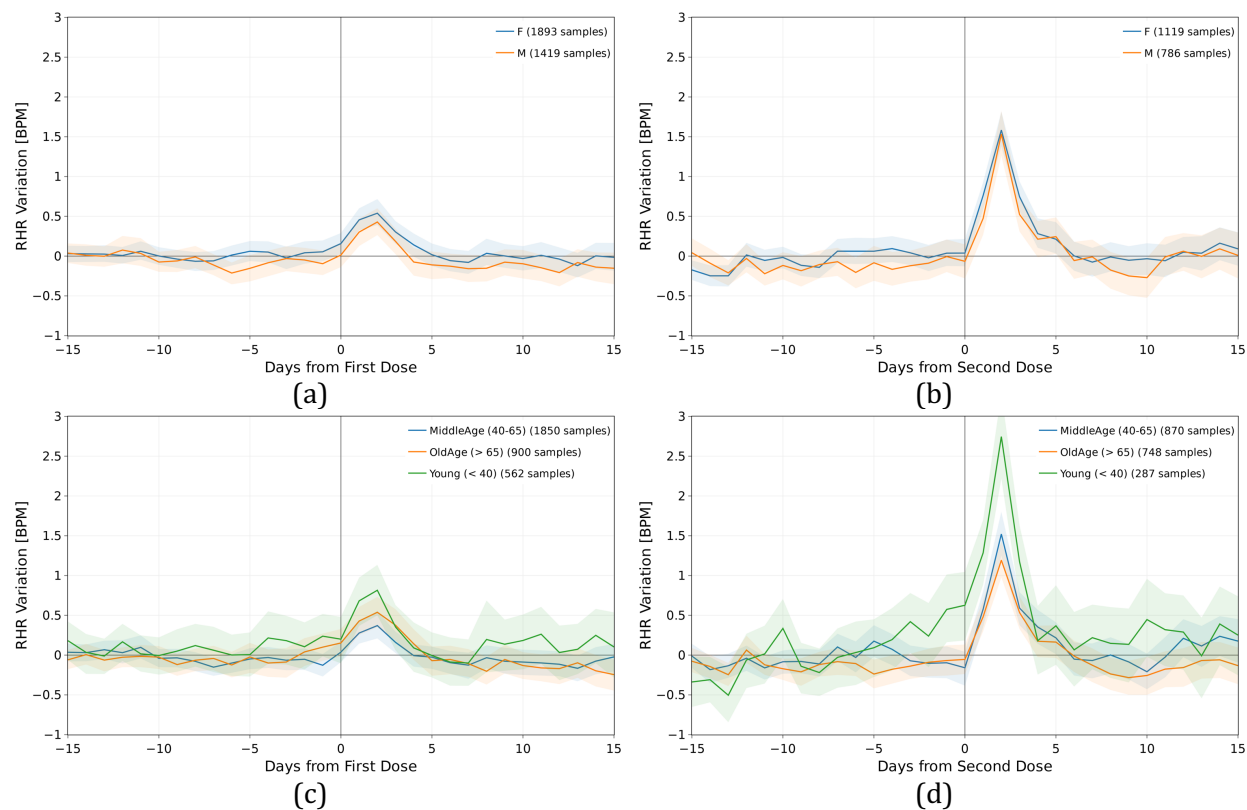 3
2.5
2
1.5
1
0.5
0
−0.5
−1
RHR Variation [BPM]
F (1893 samples)
M (1419 samples)
−15 −10 −5 0 5 10 15
Days from First Dose
(a)
3
2.5
2
1.5
1
0.5
0
−0.5
−1
RHR Variation [BPM]
F (1119 samples)
M (786 samples)
−15 −10 −5 0 5 10 15
Days from Second Dose
(b)
3
2.5
2
1.5
1
0.5
0
−0.5
−1
RHR Variation [BPM]
MiddleAge (40-65) (1850 samples)
OldAge (> 65) (900 samples)
Young (< 40) (562 samples)
−15 −10 −5 0 5 10 15
Days from First Dose
(c)
3
2.5
2
1.5
1
0.5
0
−0.5
−1
RHR Variation [BPM]
MiddleAge (40-65) (870 samples)
OldAge (> 65) (748 samples)
Young (< 40) (287 samples)
−15 −10 −5 0 5 10 15
Days from Second Dose
(d)